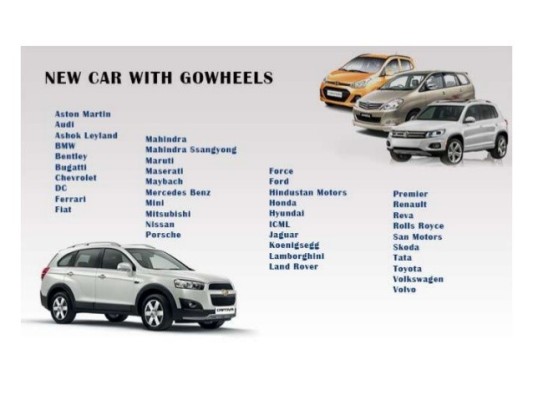 NEW CAR WITH GOWHEELS
Aston Martin
Audi
Ashok Leyland
BMW
Bentley
Bugatti
Chevrolet
DC
Ferrari
Fiat
Mahindra
Mahindra Ssangyong
Maruti
Maserati
Maybach
Mercedes Benz
Mini
Mitsubishi
Nissan
Porsche
Force
Ford
Hindustan Motors
Honda
Hyundai
ICML
Jaguar
Koenigsegg
Lamborghini
Land Rover
Premier
Renault
Reva
Rolls Royce
San Motors
Skoda
Tata
Toyota
Volkswagen
Volvo